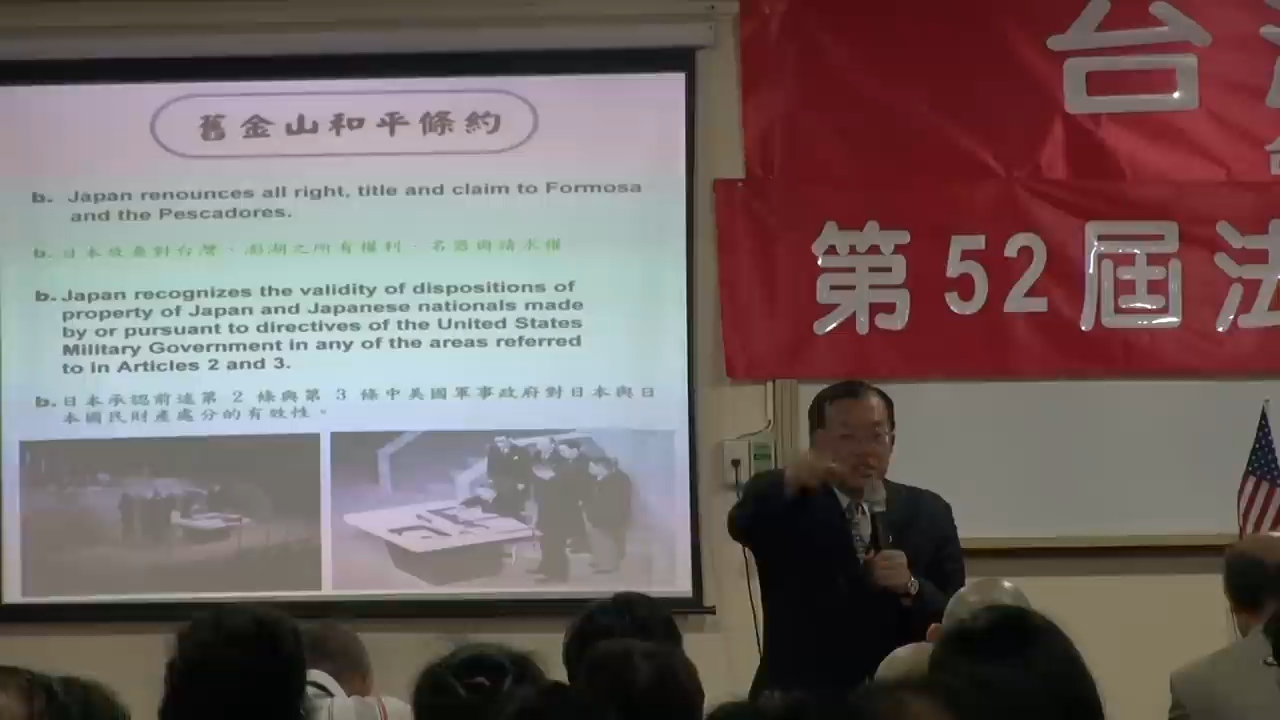 舊金山和平條約
b. Japan renounces all right, title and claim to Formosa
and the Pescadores.
b. 日本放棄對台灣、澎湖之所有權利、名器與請求權
b. Japan recognizes the validity of dispositions of
property of Japan and Japanese nationals made
by or pursuant to directives of the United States
Military Government in any of the areas referred
to in Articles 2 and 3.
b. 日本承認前述第 2 條與第 3 條中美國軍事政府對日本與日
本國民財產處分的有效性。
台
第52屆法